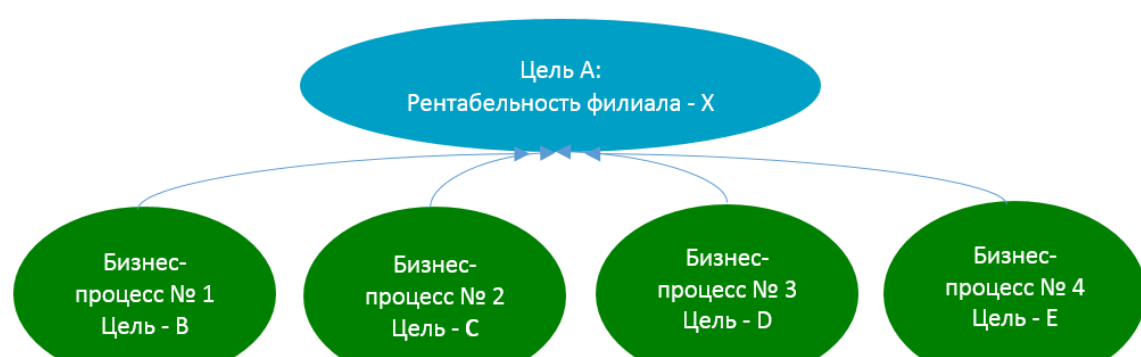 Цель А:
Рентабельность филиала - X
Бизнес-
процесс № 1
Цель - B
Бизнес-
процесс № 2
Цель - C
Бизнес-
процесс № 3
Цель - D
Бизнес-
процесс № 4
Цель - E